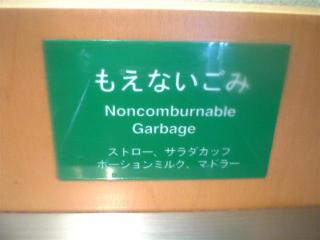 もえないごみ
Noncomburnable
Garbage
ストロー、サラダカップ
ポーションミルク、マドラー